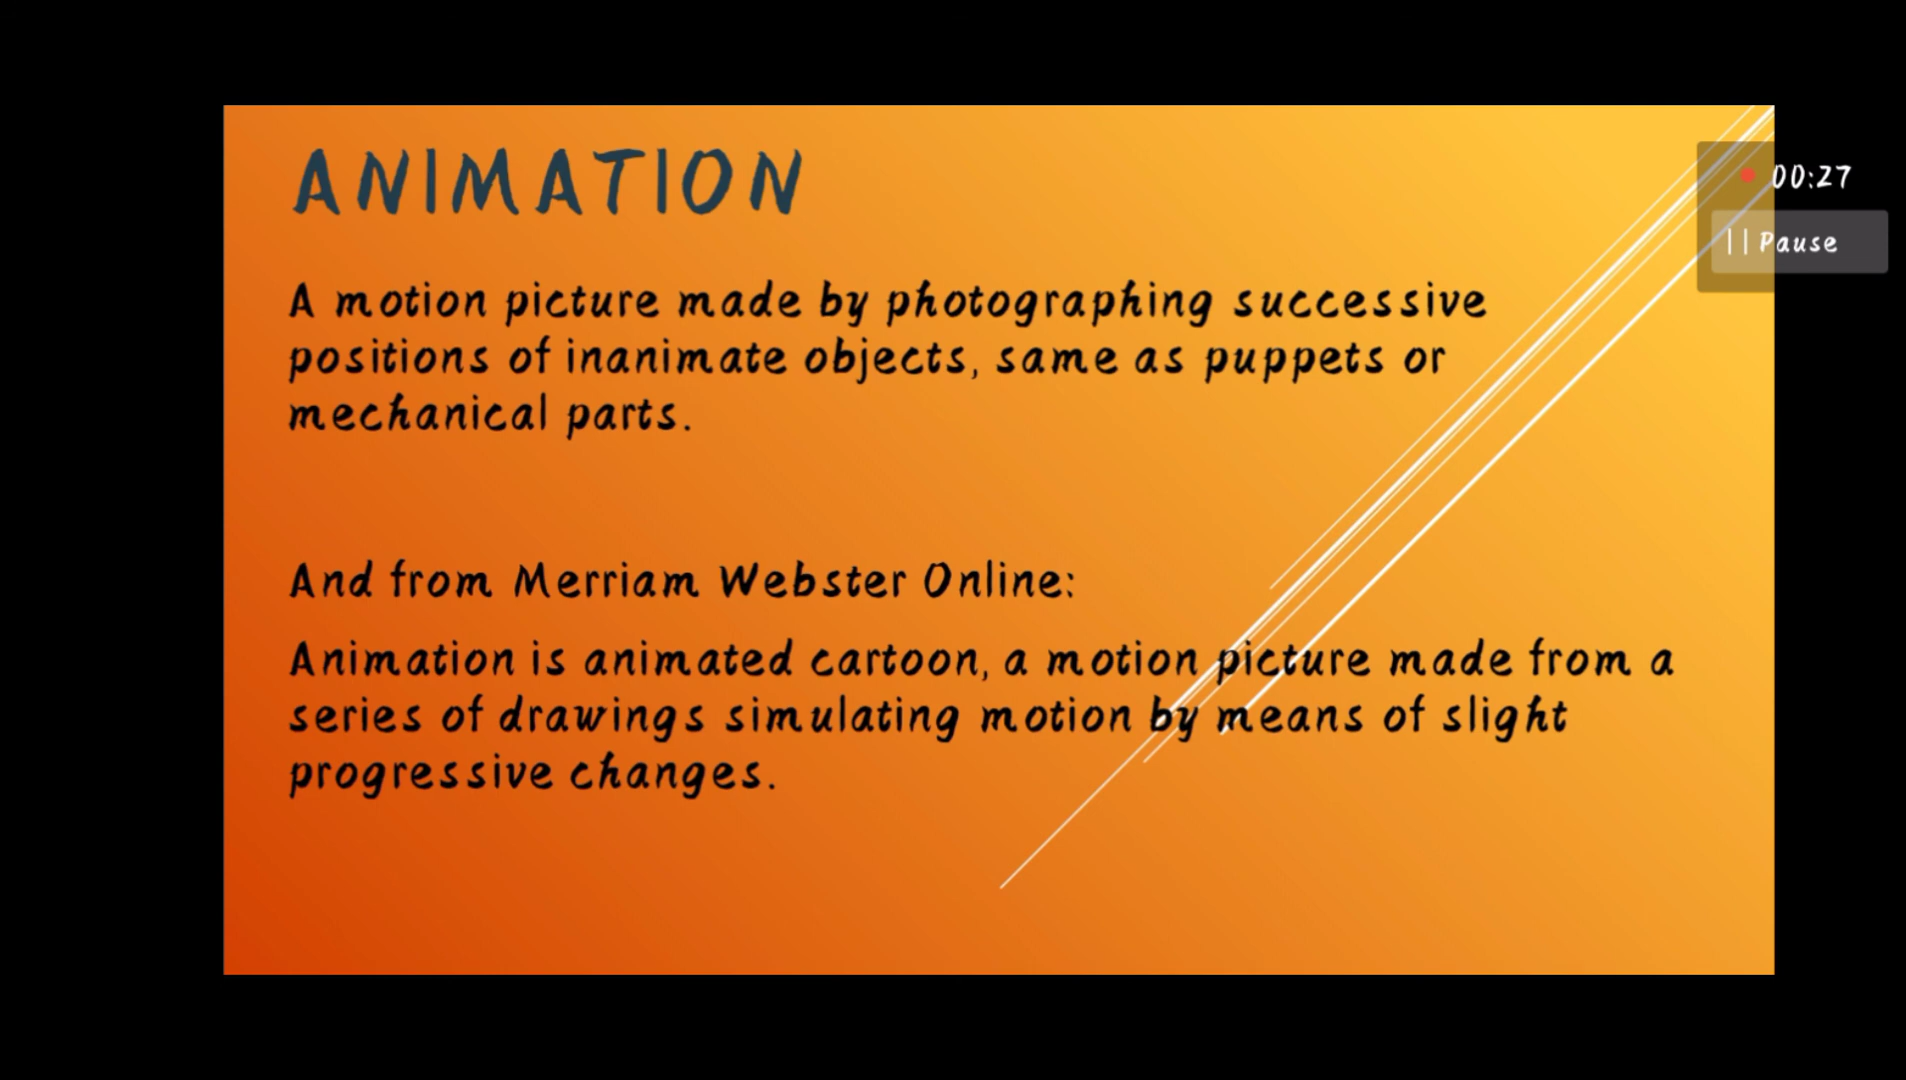 ANIMATION
00:27
Pause
A motion picture made by photographing successive
positions of inanimate objects, same as puppets or
mechanical parts.
And from Merriam Webster Online:
Animation is animated cartoon, a motion picture made from a
series of drawings simulating motion by means of slight
progressive changes.